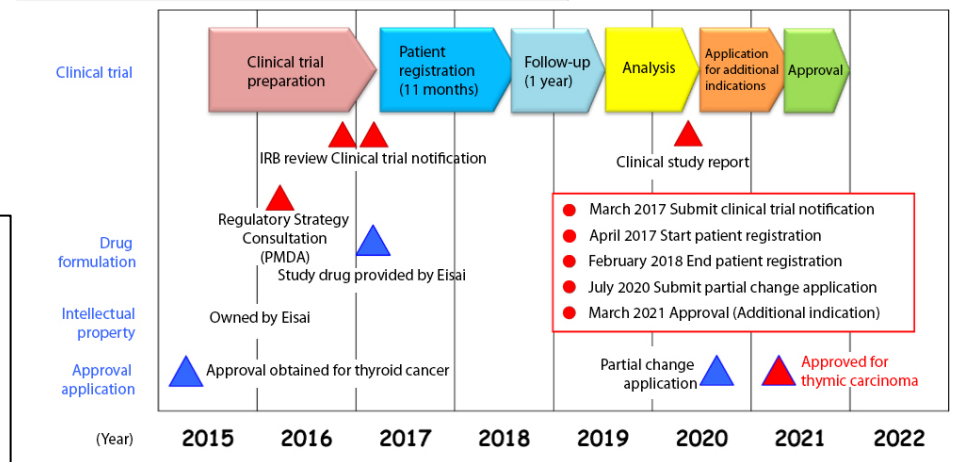 Clinical trial
Clinical trial
preparation
Patient
registration
(11 months)
Follow-up
(1 year)
Analysis
Application
for additional
indications
Approval
IRB review Clinical trial notification
Clinical study report
Regulatory Strategy
Consultation
(PMDA)
Drug
formulation
Study drug provided by Eisai
March 2017 Submit clinical trial notification
April 2017 Start patient registration
February 2018 End patient registration
July 2020 Submit partial change application
March 2021 Approval (Additional indication)
Intellectual
property
Owned by Eisai
Approval
application
Approval obtained for thyroid cancer
Partial change
application
Approved for
thymic carcinoma
(Year)
2015
2016
2017
2018
2019
2020
2021
2022